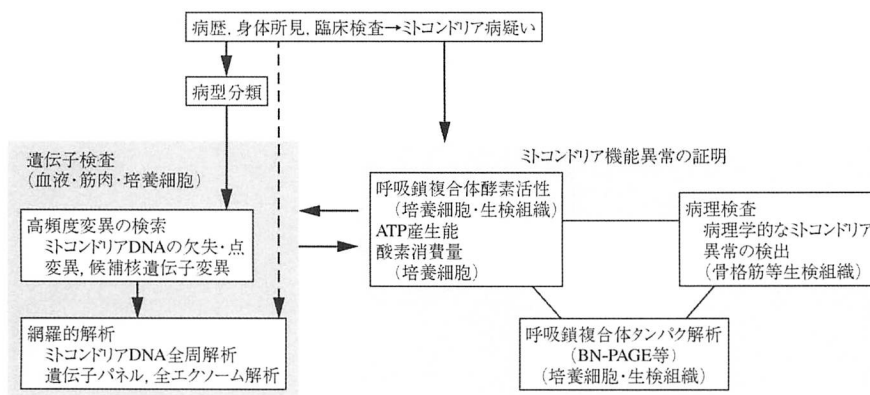 病歴, 身体所見, 臨床検査→ミトコンドリア病疑い
病型分類
遺伝子検査
(血液・筋肉・培養細胞)
高頻度変異の検索
ミトコンドリアDNAの欠失・点
変異, 候補核遺伝子変異
網羅的解析
ミトコンドリアDNA全周解析
遺伝子パネル, 全エクソーム解析
ミトコンドリア機能異常の証明
呼吸鎖複合体酵素活性
(培養細胞・生検組織)
ATP産生能
酸素消費量
(培養細胞)
病理検査
病理学的なミトコンドリア
異常の検出
(骨格筋等生検組織)
呼吸鎖複合体タンパク解析
(BN-PAGE等)
(培養細胞・生検組織)